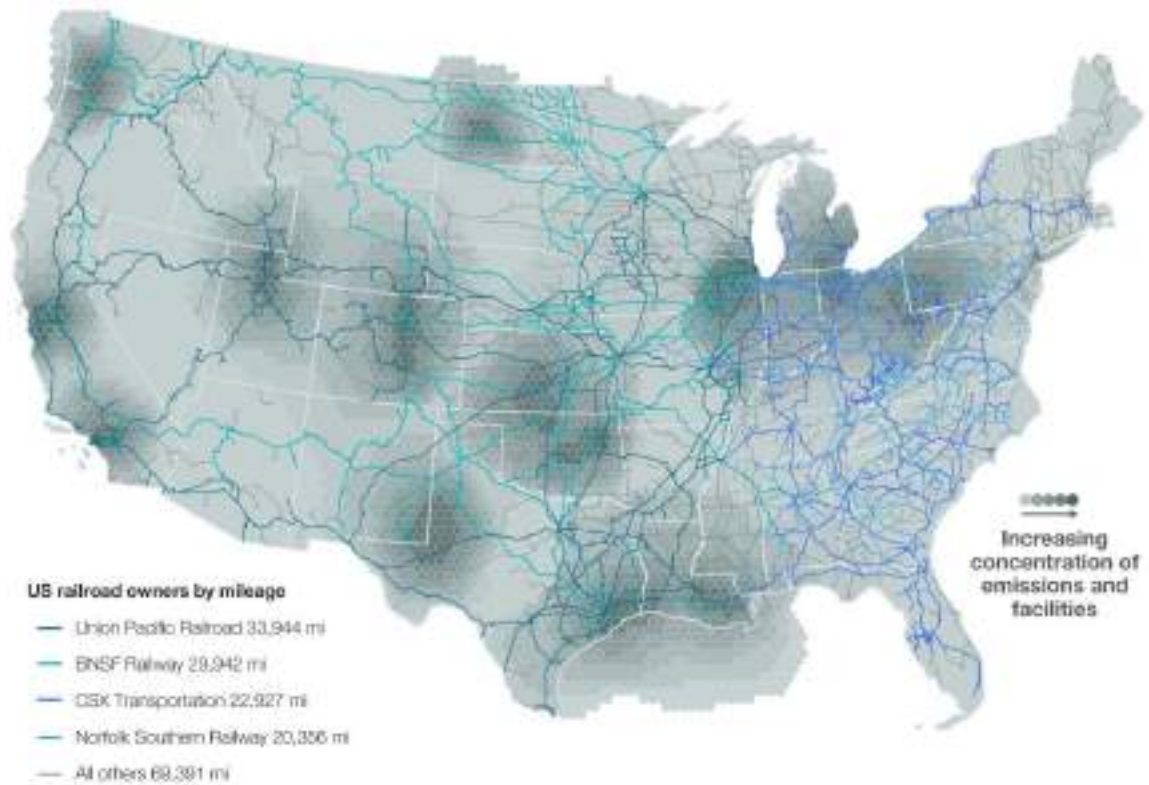 Increasing
concentration of
emissions and
facilities
US railroad owners by mileage
Union Pacific Railroad 33,944 mi
BNSF Railway 29,942 mi
CSX Transportation 22,927 mi
Norfolk Southern Railway 20,356 mi
All others 69,391 mi